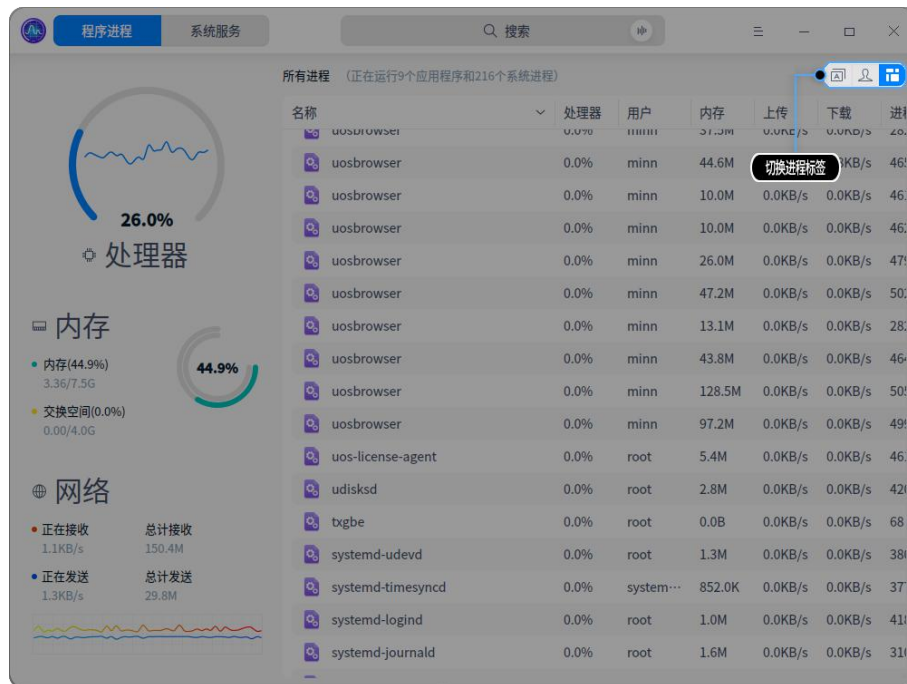 程序进程 系统服务 搜索
所有进程 (正在运行9个应用程序和216个系统进程)
名称 处理器 用户 内存 上传 下载
uosbrowser 0.0% minn 37.5M 0.0KB/s 0.0KB/s
uosbrowser 0.0% minn 44.6M
切换进程标签
uosbrowser 0.0% minn 10.0M 0.0KB/s 0.0KB/s
uosbrowser 0.0% minn 10.0M 0.0KB/s 0.0KB/s
uosbrowser 0.0% minn 26.0M 0.0KB/s 0.0KB/s
uosbrowser 0.0% minn 47.2M 0.0KB/s 0.0KB/s
uosbrowser 0.0% minn 13.1M 0.0KB/s 0.0KB/s
uosbrowser 0.0% minn 43.8M 0.0KB/s 0.0KB/s
uosbrowser 0.0% minn 128.5M 0.0KB/s 0.0KB/s
uosbrowser 0.0% minn 97.2M 0.0KB/s 0.0KB/s
uos-license-agent 0.0% root 5.4M 0.0KB/s 0.0KB/s
udisksd 0.0% root 2.8M 0.0KB/s 0.0KB/s
txgbe 0.0% root 0.0B 0.0KB/s 0.0KB/s 68
systemd-udevd 0.0% root 1.3M 0.0KB/s 0.0KB/s
systemd-timesyncd 0.0% system··· 852.0K 0.0KB/s 0.0KB/s
systemd-logind 0.0% root 1.0M 0.0KB/s 0.0KB/s
systemd-journald 0.0% root 1.6M 0.0KB/s 0.0KB/s
26.0%
处理器
内存
内存(44.9%)
3.36/7.5G
44.9%
交换空间(0.0%)
0.00/4.0G
网络
正在接收 总计接收
1.1KB/s 150.4M
正在发送 总计发送
1.3KB/s 29.8M